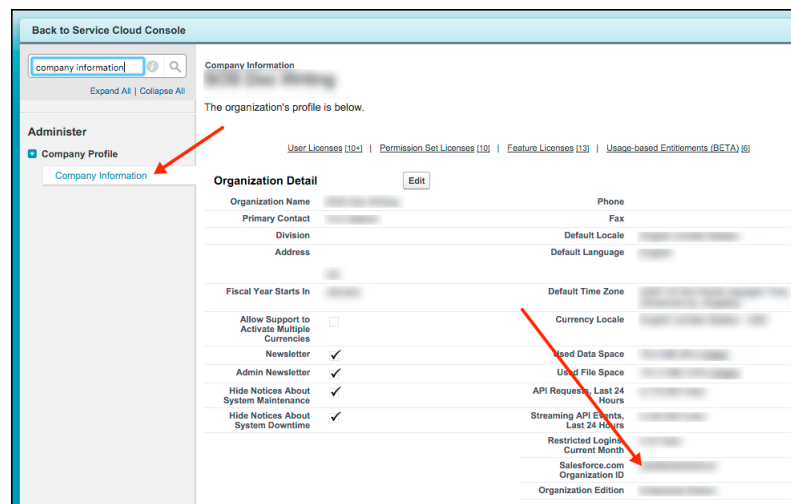 Back to Service Cloud Console
company information
Expand All | Collapse All
Administer
Company Profile
Company Information
Company Information
The organization's profile is below.
User Licenses [10+] | Permission Set Licenses [10] | Feature Licenses [13] | Usage-based Entitlements (BETA) [6]
Organization Detail
Edit
Organization Name
Phone
Primary Contact
Fax
Division
Default Locale
Address
Default Language
Fiscal Year Starts In
Default Time Zone
Allow Support to
Activate Multiple
Currencies
Currency Locale
Newsletter
Used Data Space
Admin Newsletter
Used File Space
Hide Notices About
System Maintenance
API Requests, Last 24
Hours
Hide Notices About
System Downtime
Streaming API Events,
Last 24 Hours
Restricted Logins,
Current Month
Salesforce.com
Organization ID
Organization Edition